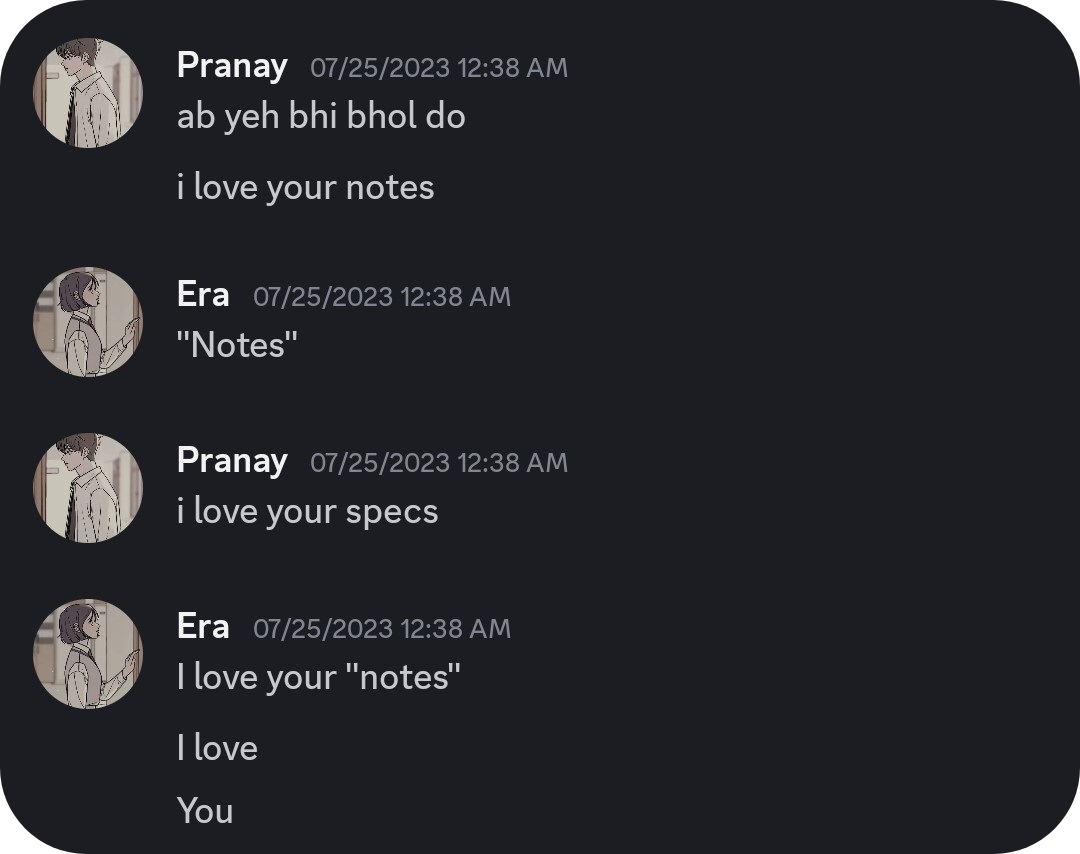 Pranay 07/25/2023 12:38 AM
ab yeh bhi bhol do
i love your notes
Era 07/25/2023 12:38 AM
"Notes"
Pranay 07/25/2023 12:38 AM
i love your specs
Era 07/25/2023 12:38 AM
I love your "notes"
I love
You